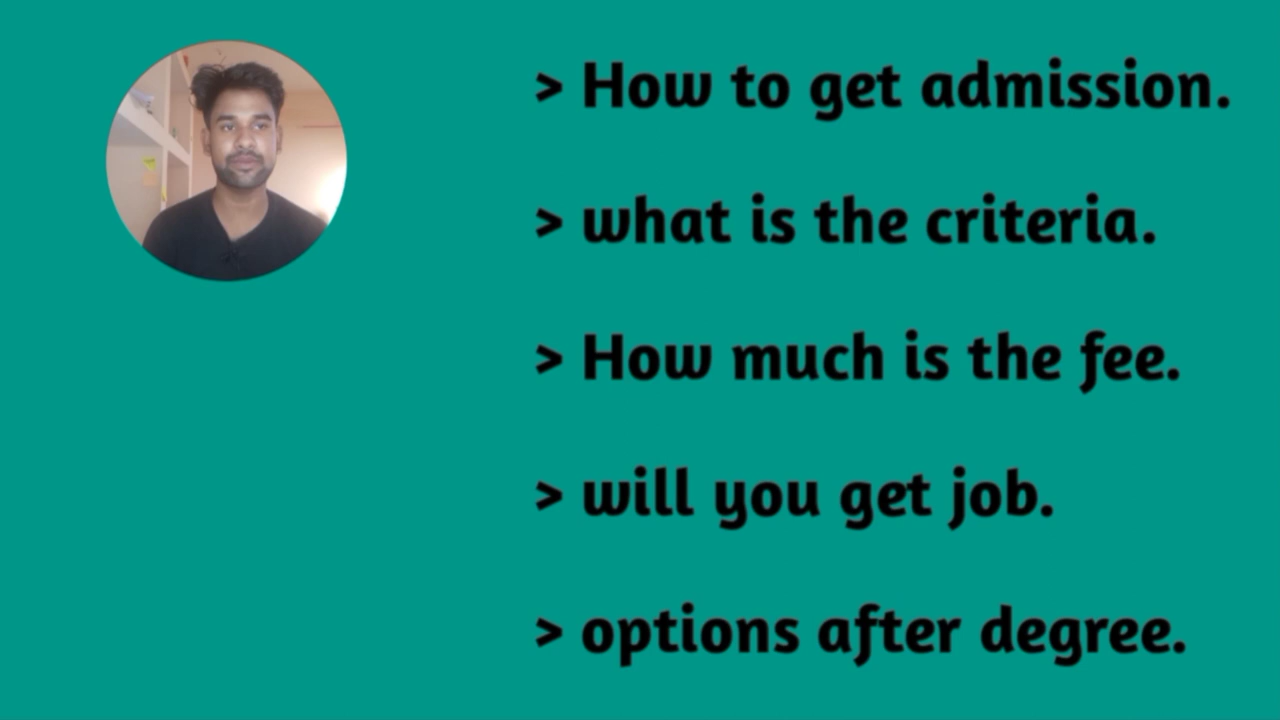 > How to get admission.
> what is the criteria.
> How much is the fee.
> will you get job.
> options after degree.